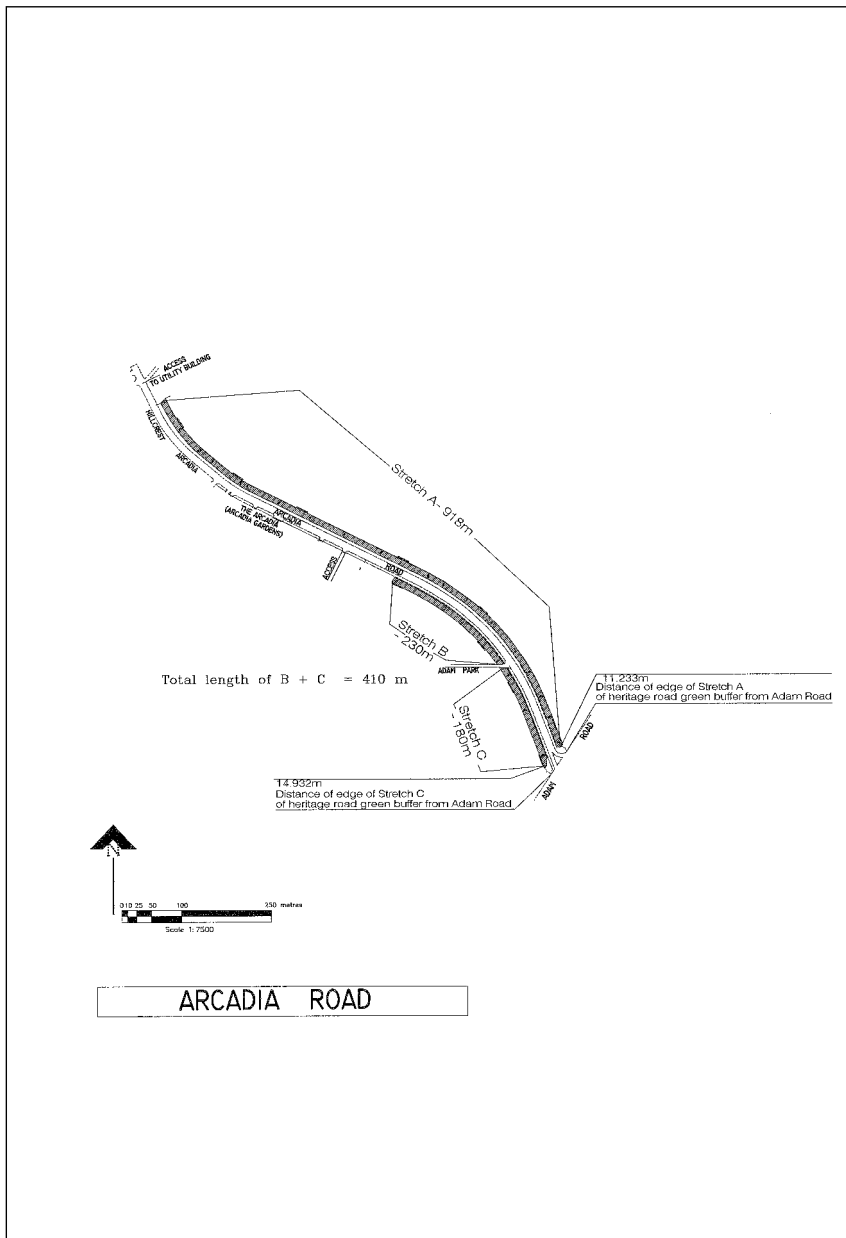 ACCESS
TO UTILITY BUILDING
HILLCREST
ARCADIA
THE ARCADIA
(ARCADIA GARDENS)
ARCADIA
ROAD
ACCESS
Stretch A - 918m
Stretch B
- 230m
ADAM PARK
Total length of B + C = 410 m
Stretch C
- 180m
11.233m
Distance of edge of Stretch A
of heritage road green buffer from Adam Road
ROAD
ADAM
14.932m
Distance of edge of Stretch C
of heritage road green buffer from Adam Road
N
0 10 25 50 100 250 metres
Scale 1:7500
ARCADIA ROAD